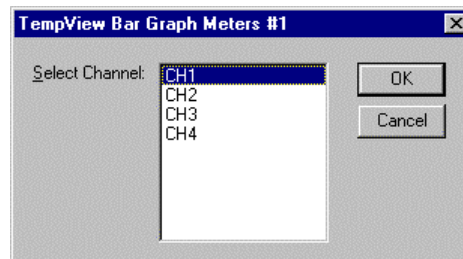 TempView Bar Graph Meters #1
Select Channel:
CH1
CH2
CH3
CH4
OK
Cancel